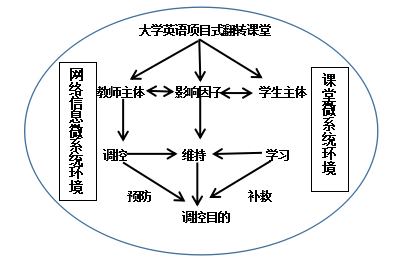 大学英语项目式翻转课堂
网络信息微系统环境
教师主体
影响因子
学生主体
课堂微系统环境
调控
维持
学习
预防
补救
调控目的